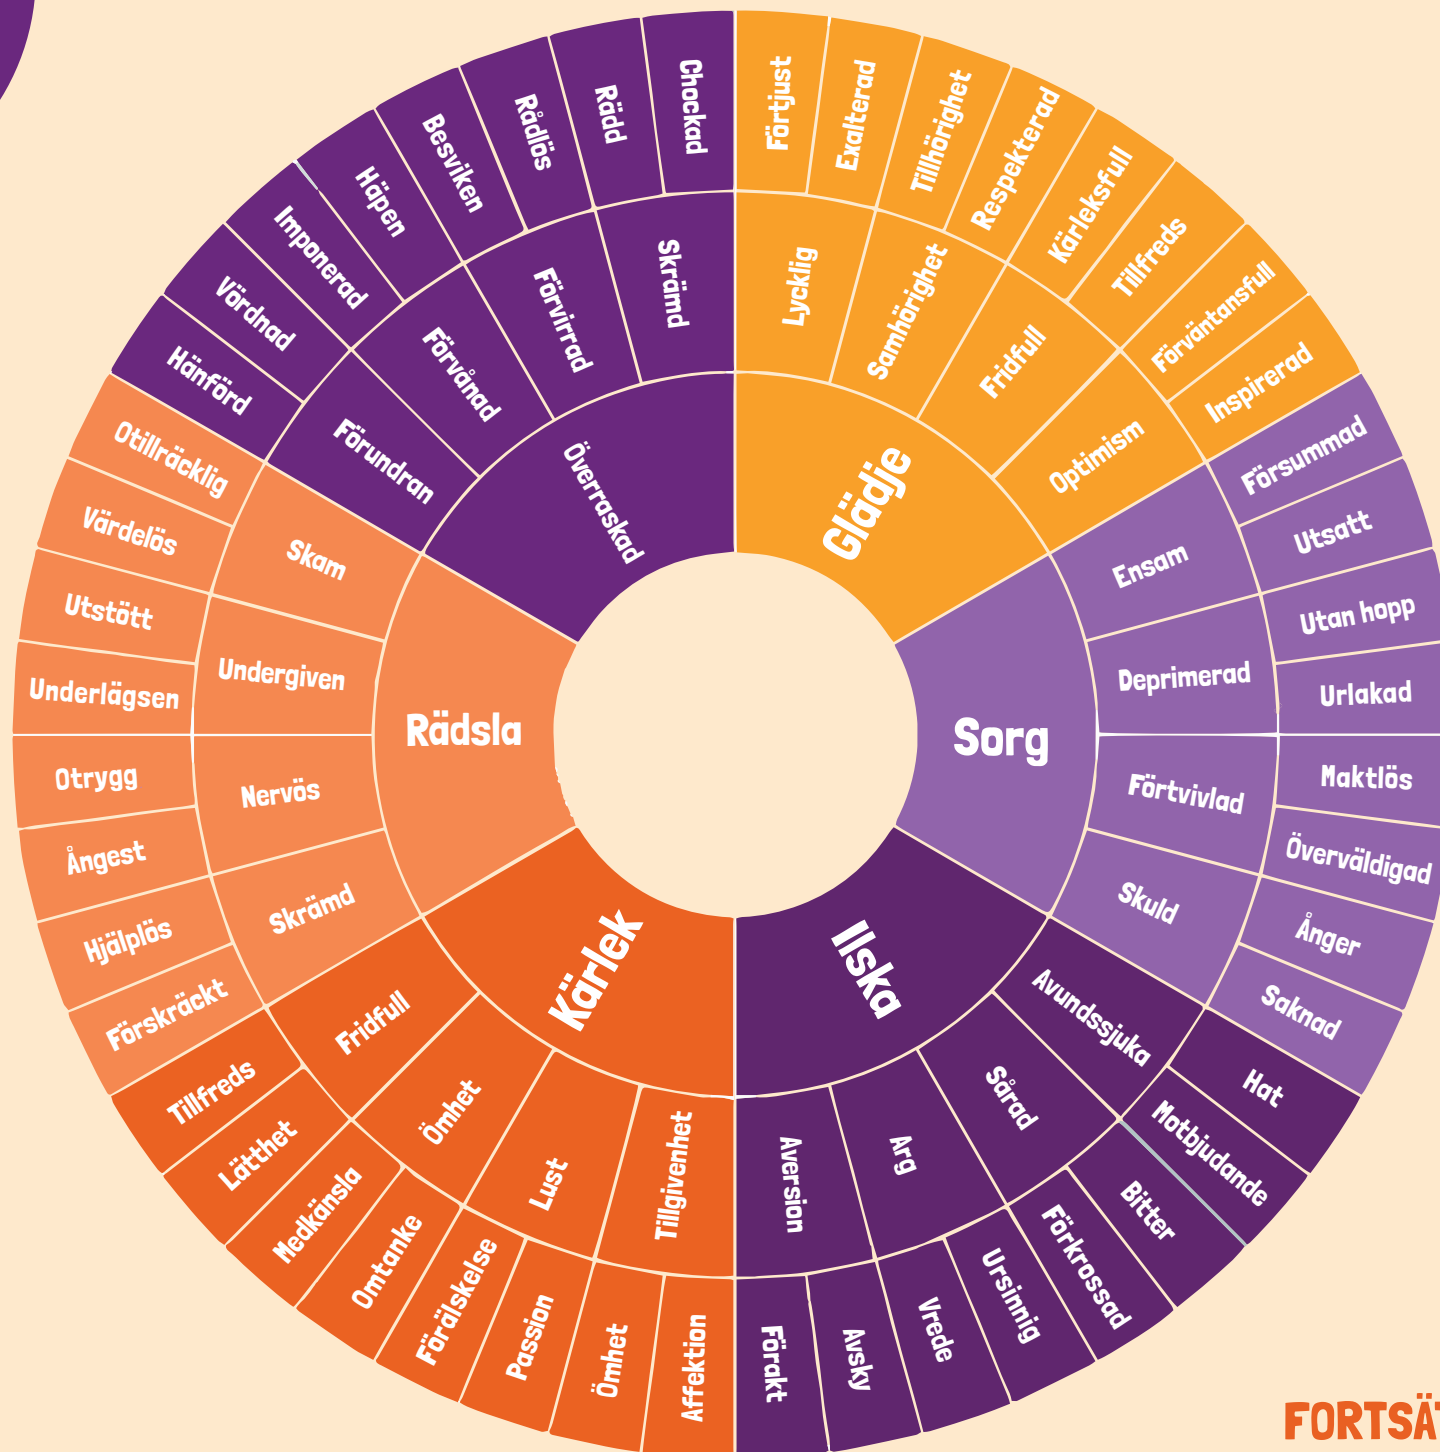 Glädje
Lycklig
Förtjust
Exalterad
Samhörighet
Tillhörighet
Respekterad
Fridfull
Kärleksfull
Tillfreds
Optimism
Förväntansfull
Inspirerad
Sorg
Ensam
Försummad
Utsatt
Deprimerad
Utan hopp
Urlakad
Förtvivlad
Maktlös
Överväldigad
Skuld
Ånger
Saknad
Ilska
Avundssjuka
Hat
Motbjudande
Sårad
Bitter
Förkrossad
Arg
Ursinnig
Vrede
Aversion
Avsky
Förakt
Kärlek
Tillgivenhet
Affektion
Ömhet
Lust
Passion
Förälskelse
Ömhet
Omtanke
Medkänsla
Fridfull
Lätthet
Tillfreds
Rädsla
Skrämd
Förskräckt
Hjälplös
Nervös
Ångest
Otrygg
Undergiven
Underlägsen
Utstött
Skam
Värdelös
Otillräcklig
Överraskad
Förundran
Hänförd
Vördnad
Förvånad
Imponerad
Häpen
Förvirrad
Besviken
Rådlös
Skrämd
Rädd
Chockad